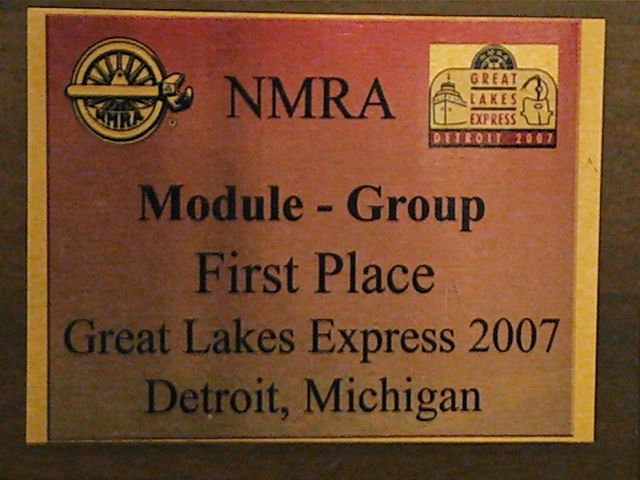 NMRA
NMRA
GREAT
LAKES
EXPRESS
DETROIT 2007
Module - Group
First Place
Great Lakes Express 2007
Detroit, Michigan